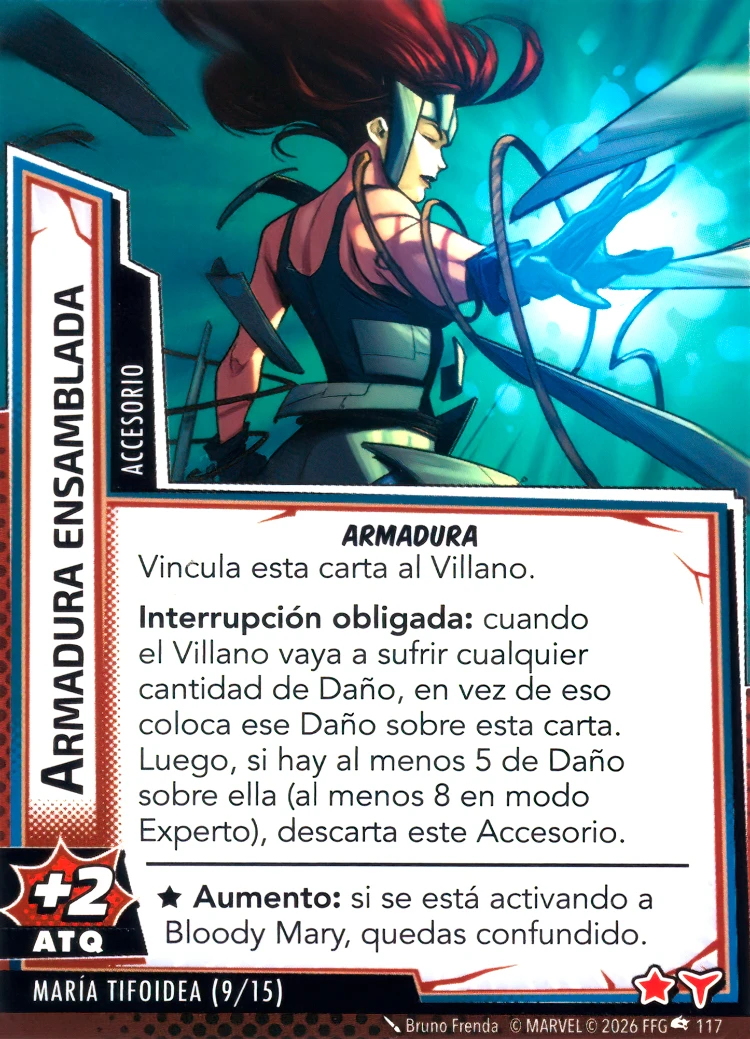 ARMADURA ENSAMBLADA
ACCESORIO
ARMADURA
Vincula esta carta al Villano.
Interrupción obligada: cuando
el Villano vaya a sufrir cualquier
cantidad de Daño, en vez de eso
coloca ese Daño sobre esta carta.
Luego, si hay al menos 5 de Daño
sobre ella (al menos 8 en modo
Experto), descarta este Accesorio.
★ Aumento: si se está activando a
Bloody Mary, quedas confundido.
+2
ATQ
MARÍA TIFOIDEA (9/15)
Bruno Frenda © MARVEL © 2026 FFG 117